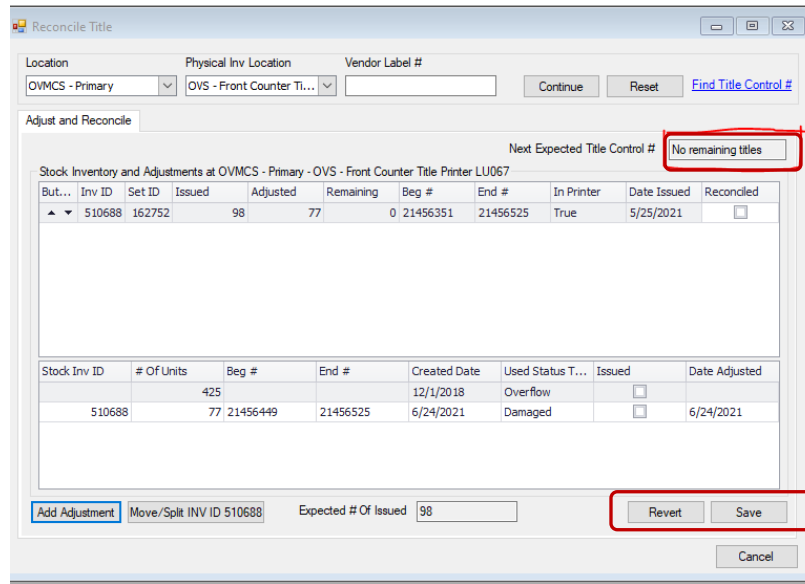 Reconcile Title
Location Physical Inv Location Vendor Label #
OVMCS - Primary OVS - Front Counter Ti... Continue Reset Find Title Control #
Adjust and Reconcile
Next Expected Title Control # No remaining titles
Stock Inventory and Adjustments at OVMCS - Primary - OVS - Front Counter Title Printer LU067
But... Inv ID Set ID Issued Adjusted Remaining Beg # End # In Printer Date Issued Reconciled
510688 162752 98 77 0 21456351 21456525 True 5/25/2021
Stock Inv ID # Of Units Beg # End # Created Date Used Status T... Issued Date Adjusted
425 12/1/2018 Overflow
510688 77 21456449 21456525 6/24/2021 Damaged 6/24/2021
Add Adjustment Move/Split INV ID 510688 Expected # Of Issued 98 Revert Save
Cancel